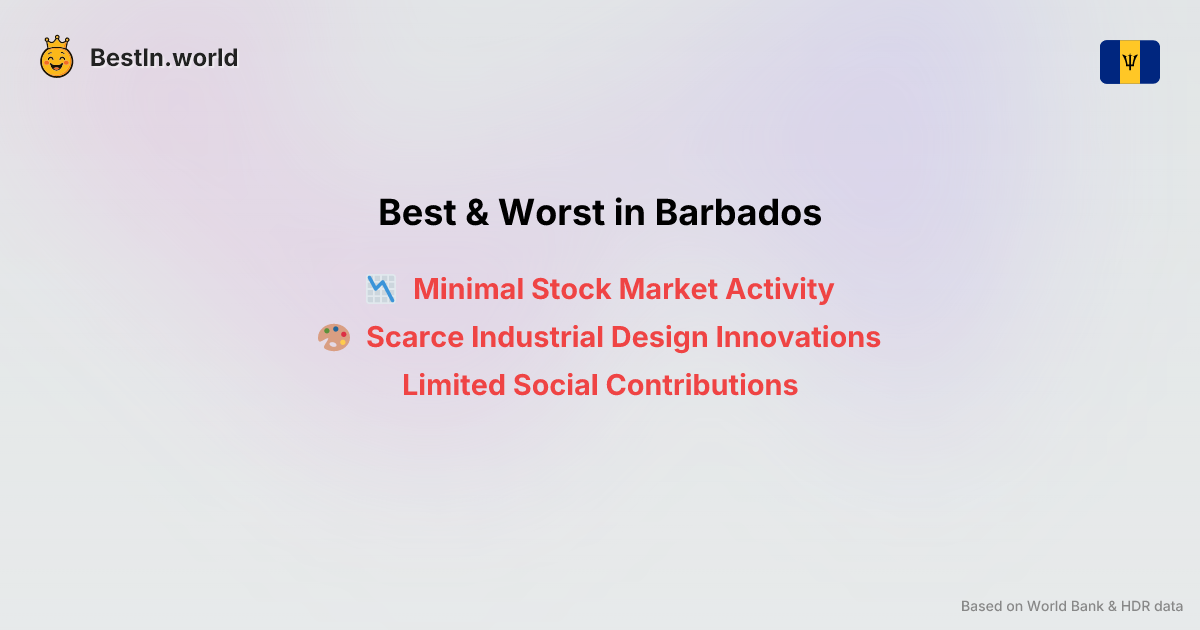 BestIn.world
Best & Worst in Barbados
Minimal Stock Market Activity
Scarce Industrial Design Innovations
Limited Social Contributions
Based on World Bank & HDR data